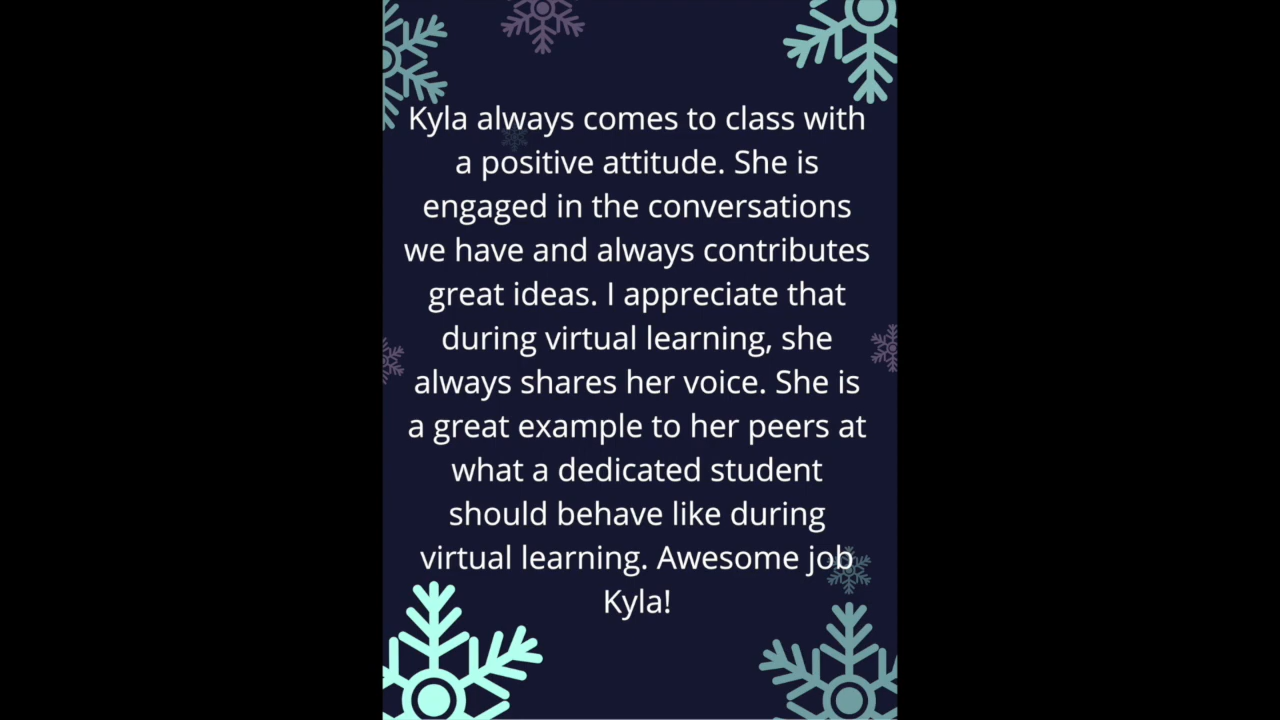 Kyla always comes to class with
a positive attitude. She is
engaged in the conversations
we have and always contributes
great ideas. I appreciate that
during virtual learning, she
always shares her voice. She is
a great example to her peers at
what a dedicated student
should behave like during
virtual learning. Awesome job
Kyla!